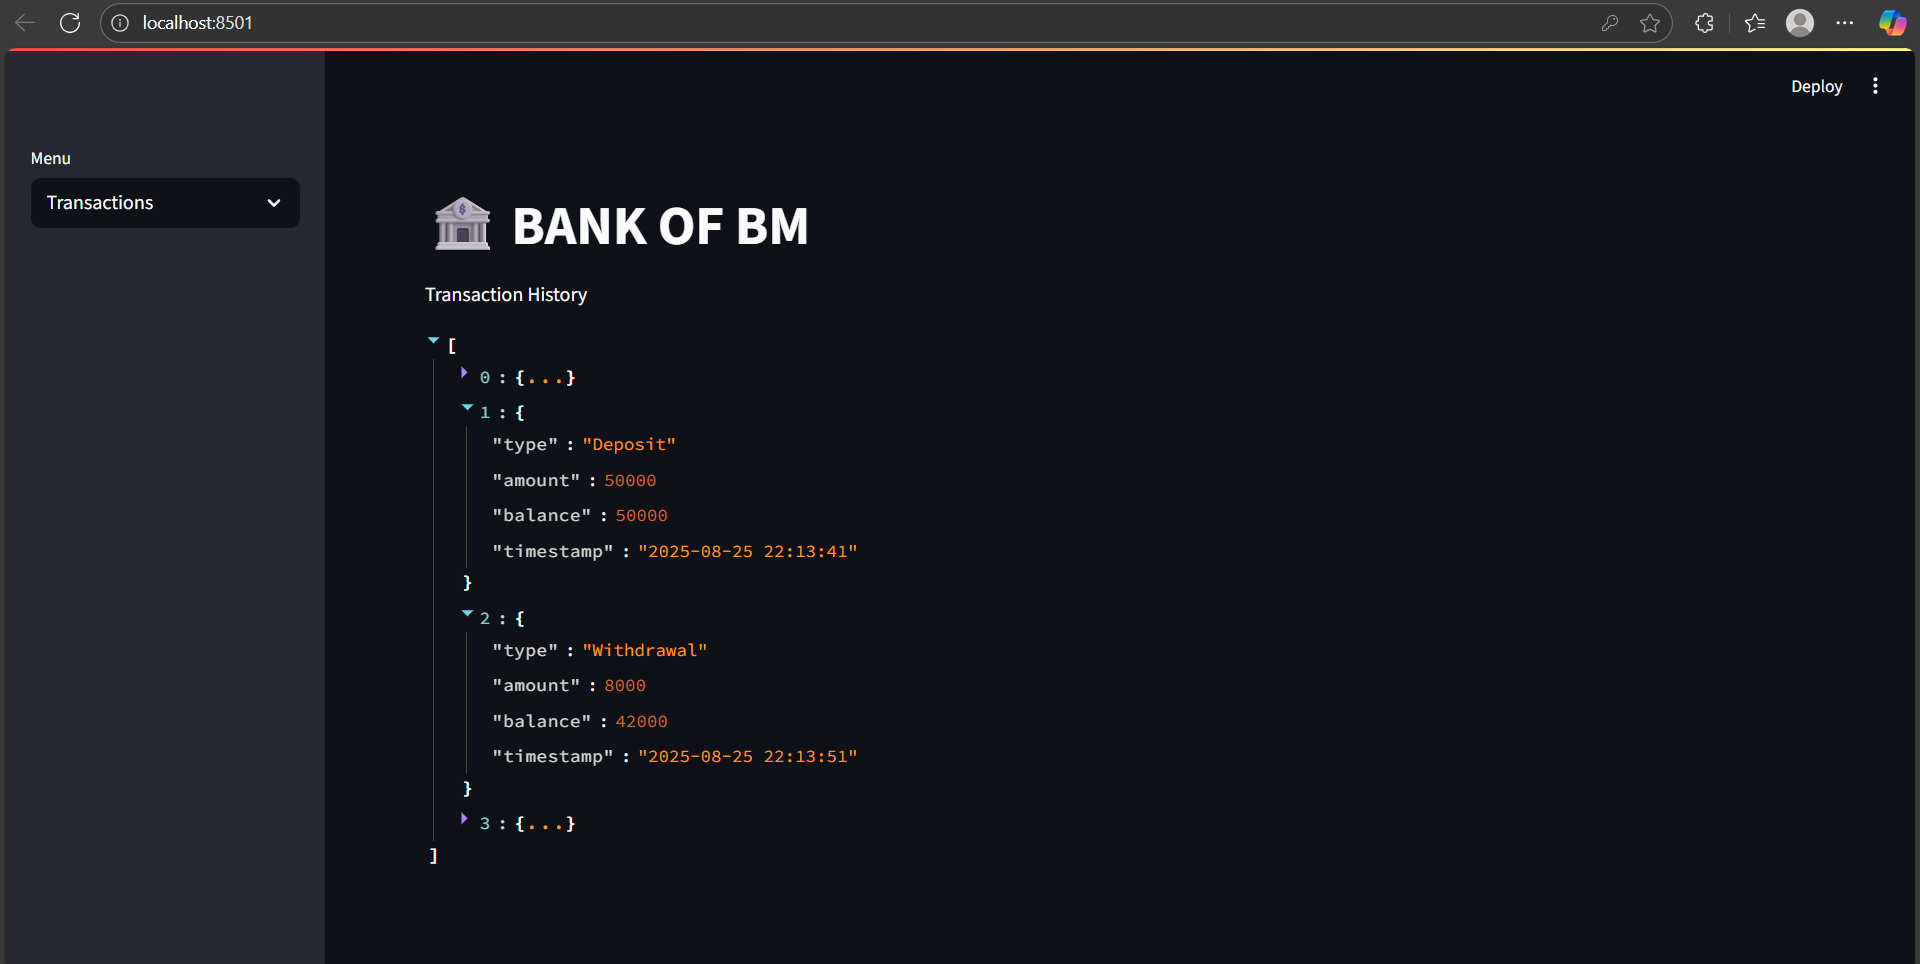 localhost:8501
Deploy
Menu
Transactions
BANK OF BM
Transaction History
[
0 : {...}
1 : {
"type" : "Deposit"
"amount" : 50000
"balance" : 50000
"timestamp" : "2025-08-25 22:13:41"
}
2 : {
"type" : "Withdrawal"
"amount" : 8000
"balance" : 42000
"timestamp" : "2025-08-25 22:13:51"
}
3 : {...}
]